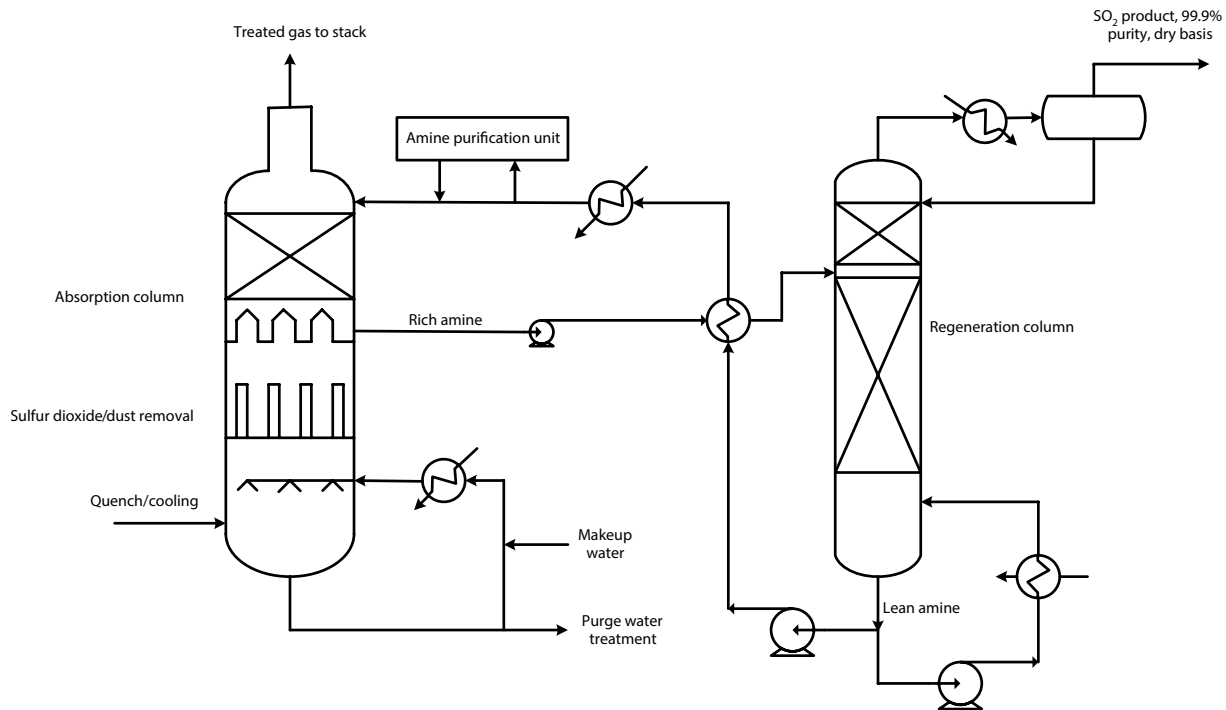 Treated gas to stack
SO₂ product, 99.9%
purity, dry basis
Amine purification unit
Absorption column
Rich amine
Regeneration column
Sulfur dioxide/dust removal
Quench/cooling
Makeup
water
Lean amine
Purge water
treatment